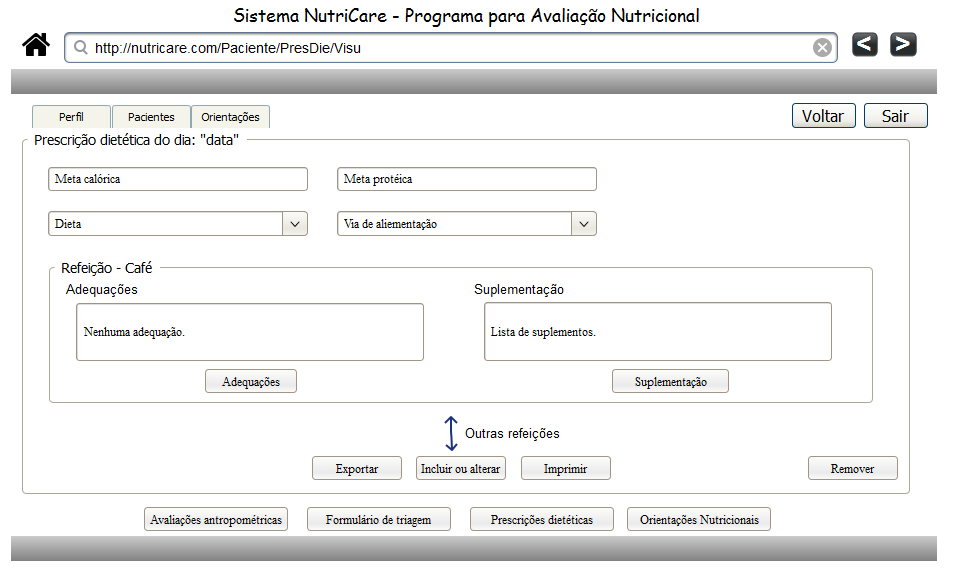 Sistema NutriCare - Programa para Avaliação Nutricional
http://nutricare.com/Paciente/PresDie/Visu
< >
Perfil Pacientes Orientações Voltar Sair
Prescrição dietética do dia: "data"
Meta calórica Meta protéica
Dieta Via de aliementação
Refeição - Café
Adequações Suplementação
Nenhuma adequação. Lista de suplementos.
Adequações Suplementação
Outras refeições
Exportar Incluir ou alterar Imprimir Remover
Avaliações antropométricas Formulário de triagem Prescrições dietéticas Orientações Nutricionais